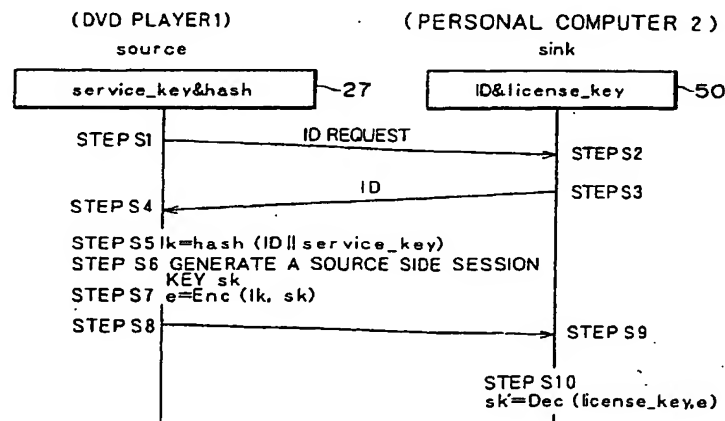 (DVD PLAYER1) (PERSONAL COMPUTER 2)
source sink
service_key&hash 27 ID&license_key 50
STEP S1 ID REQUEST STEP S2
STEP S4 ID STEP S3
STEP S5 lk=hash (ID || service_key)
STEP S6 GENERATE A SOURCE SIDE SESSION
KEY sk
STEP S7 e=Enc (lk, sk)
STEP S8 STEP S9
STEP S10
sk'=Dec (license_key,e)